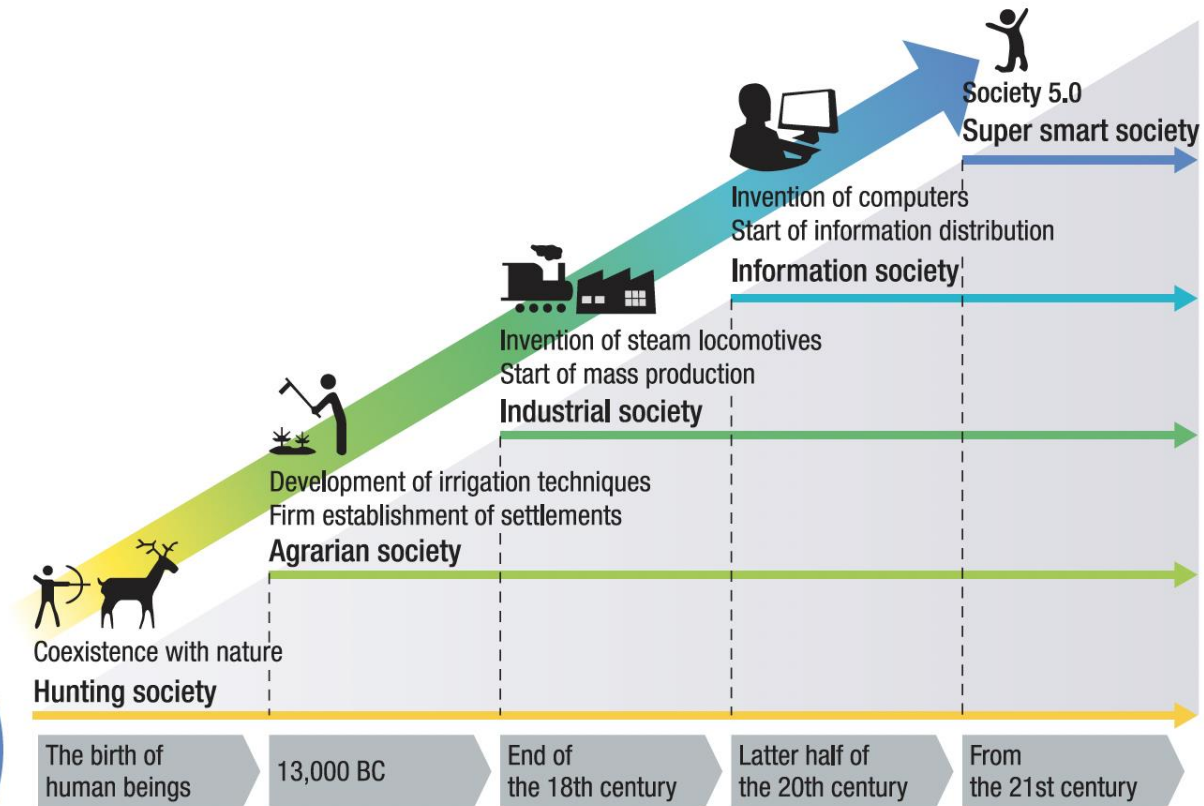 Society 5.0
Super smart society
Invention of computers
Start of information distribution
Information society
Invention of steam locomotives
Start of mass production
Industrial society
Development of irrigation techniques
Firm establishment of settlements
Agrarian society
Coexistence with nature
Hunting society
The birth of
human beings
13,000 BC
End of
the 18th century
Latter half of
the 20th century
From
the 21st century